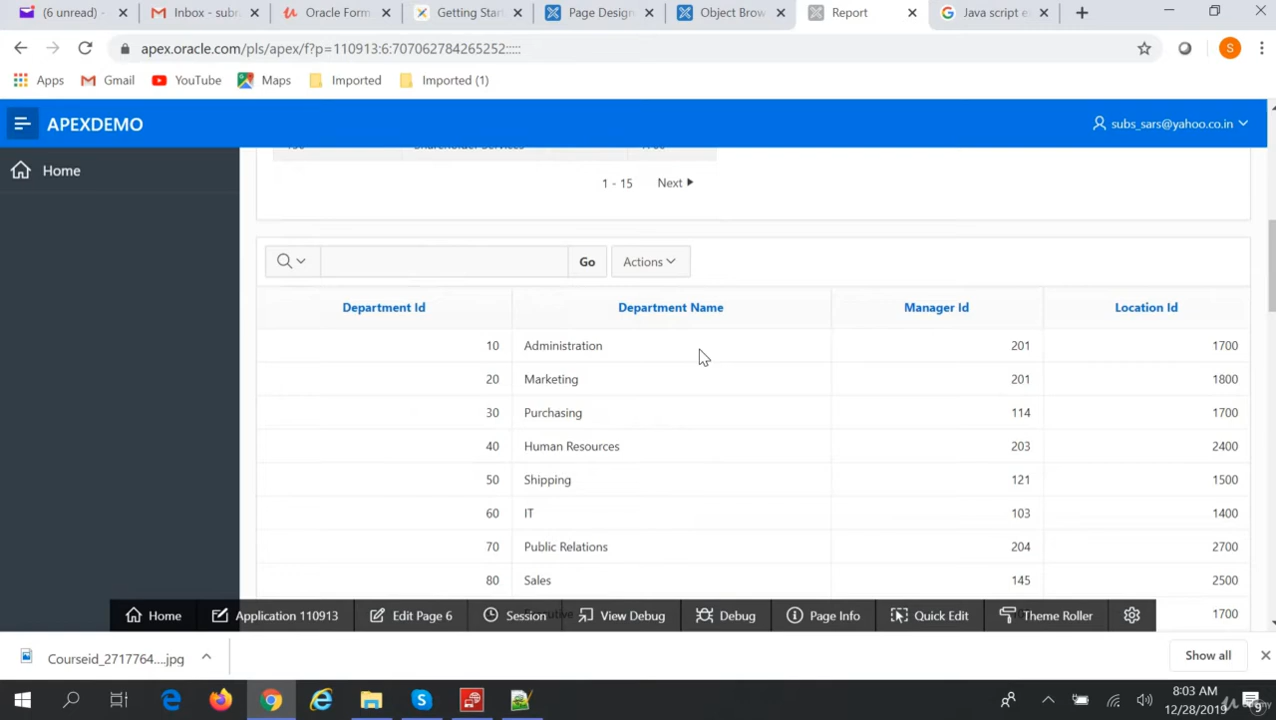 (6 unread) -
Inbox - subra
Oracle Form
Getting Star
Page Design
Object Brow
Report
Java script e
apex.oracle.com/pls/apex/f?p=110913:6:707062784265252:::::
S
Apps
Gmail
YouTube
Maps
Imported
Imported (1)
APEXDEMO
subs_sars@yahoo.co.in
Home
Shareholder Services
1 - 15 Next
Go
Actions
Department Id Department Name Manager Id Location Id
10 Administration 201 1700
20 Marketing 201 1800
30 Purchasing 114 1700
40 Human Resources 203 2400
50 Shipping 121 1500
60 IT 103 1400
70 Public Relations 204 2700
80 Sales 145 2500
Executive 1700
Home Application 110913 Edit Page 6 Session View Debug Debug Page Info Quick Edit Theme Roller
Courseid_2717764....jpg
Show all
8:03 AM
12/28/2019